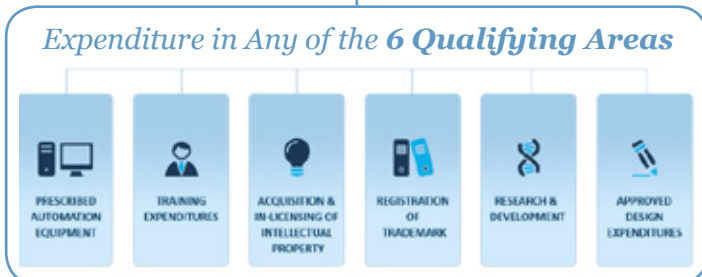 Expenditure in Any of the 6 Qualifying Areas
PRESCRIBED
AUTOMATION
EQUIPMENT
TRAINING
EXPENDITURES
ACQUISITION &
IN-LICENSING OF
INTELLECTUAL
PROPERTY
REGISTRATION
OF
TRADEMARK
RESEARCH &
DEVELOPMENT
APPROVED
DESIGN
EXPENDITURES